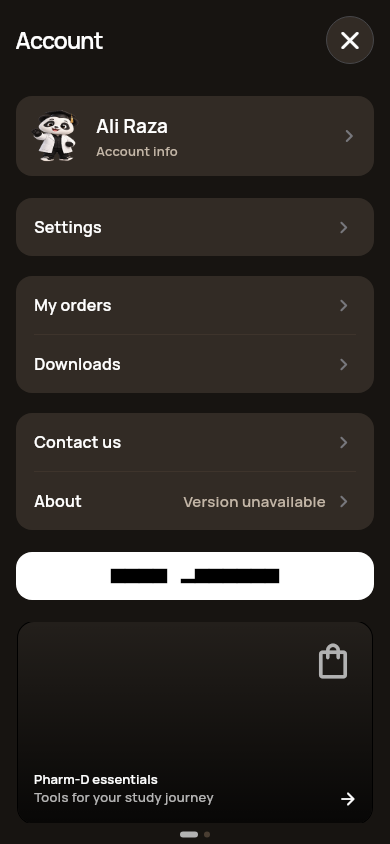 Account
Ali Raza
Account info
Settings
My orders
Downloads
Contact us
About Version unavailable
Pharm-D essentials
Tools for your study journey